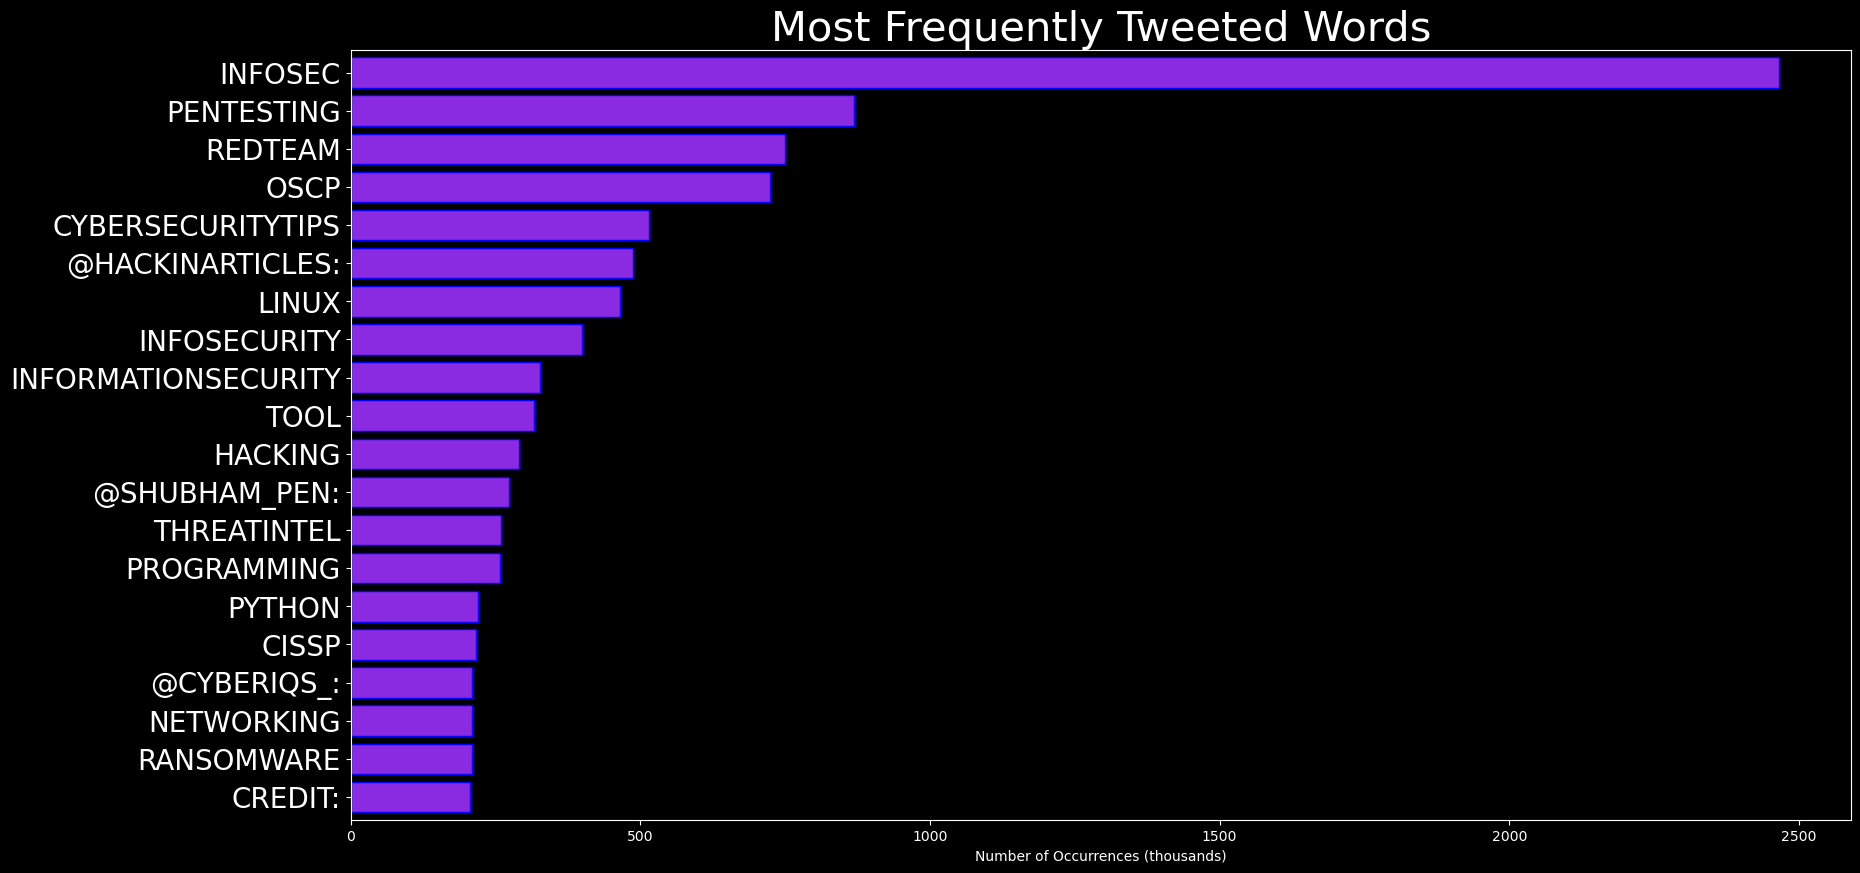 Most Frequently Tweeted Words
INFOSEC
PENTESTING
REDTEAM
OSCP
CYBERSECURITYTIPS
@HACKINARTICLES:
LINUX
INFOSECURITY
INFORMATIONSECURITY
TOOL
HACKING
@SHUBHAM_PEN:
THREATINTEL
PROGRAMMING
PYTHON
CISSP
@CYBERIQS_:
NETWORKING
RANSOMWARE
CREDIT:
0 500 1000 1500 2000 2500
Number of Occurrences (thousands)